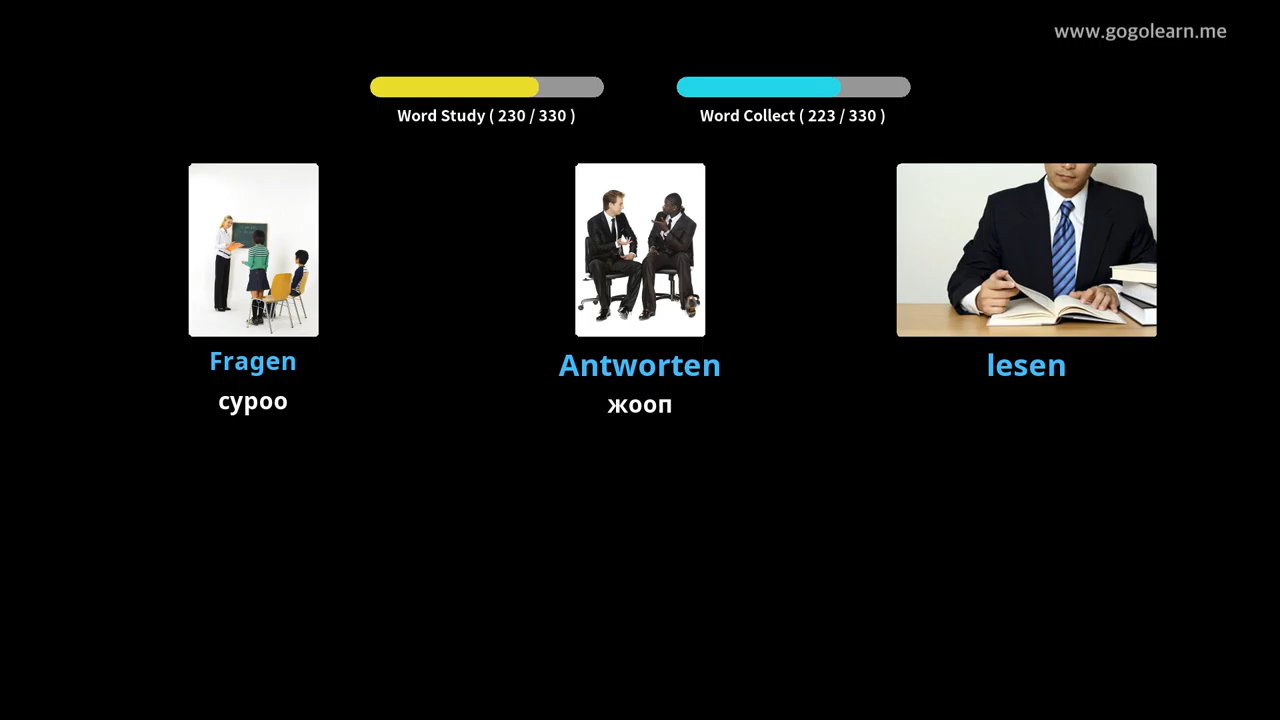 www.gogolearn.me
Word Study ( 230 / 330 )
Word Collect ( 223 / 330 )
Fragen
суроо
Antworten
жооп
lesen